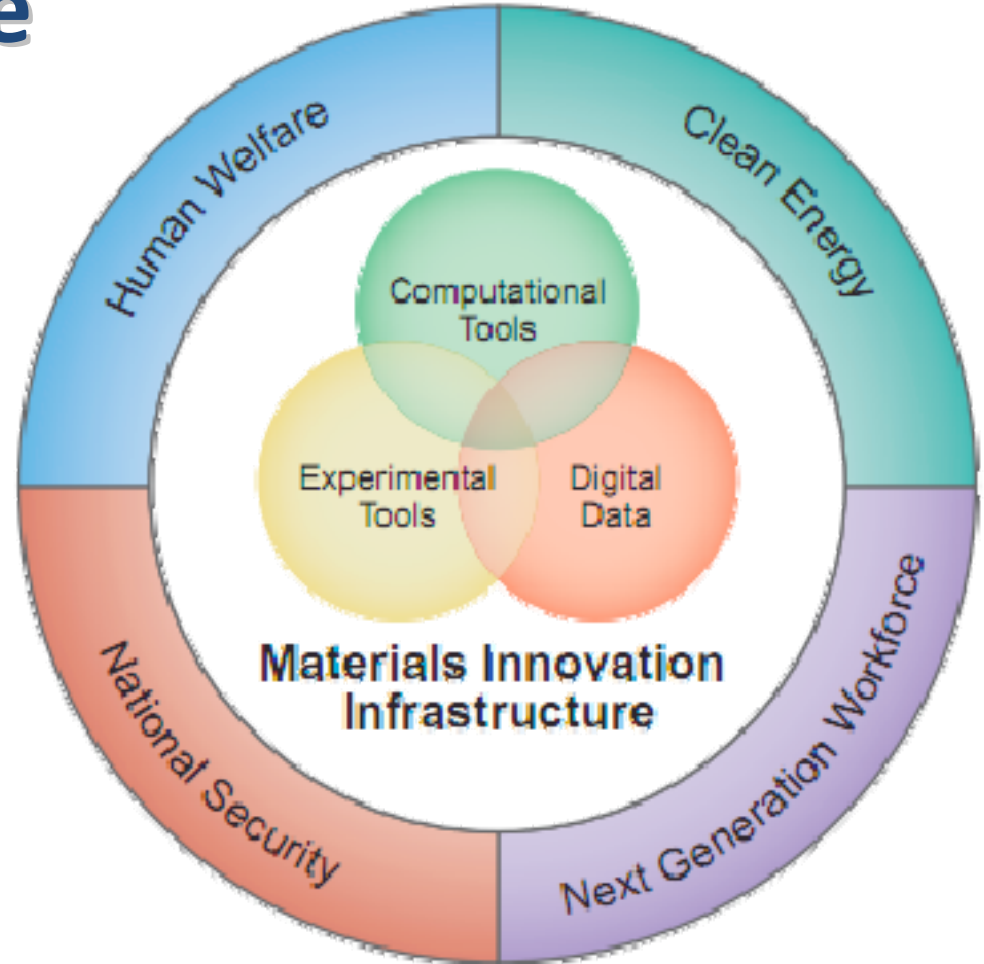 e
Human Welfare
Clean Energy
Computational
Tools
Experimental
Tools
Digital
Data
Materials Innovation
Infrastructure
National Security
Next Generation Workforce